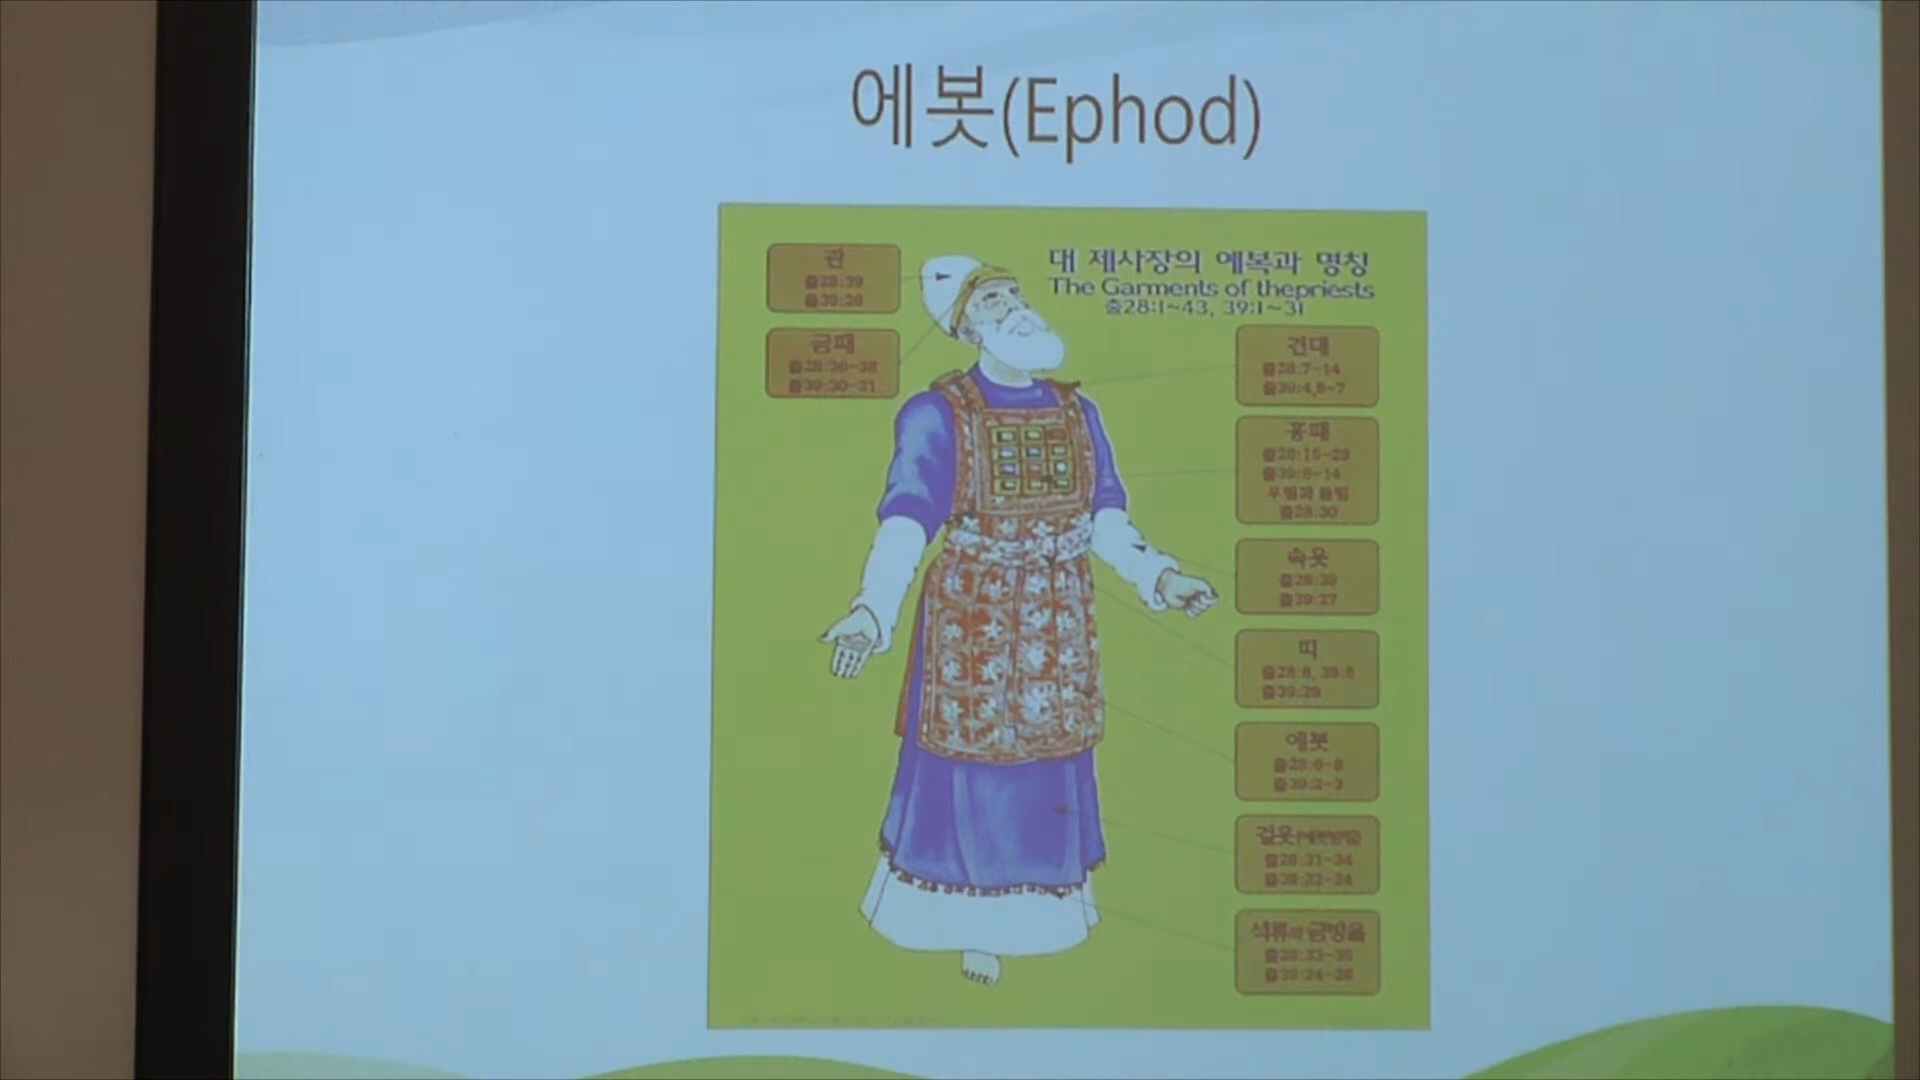 에봇(Ephod)
대 제사장의 예복과 명칭
The Garments of thepriests
출28:1~43, 39:1~31
관
출28:39
출39:28
금패
출28:36-38
출39:30-31
견대
출28:7-14
출39:4,6-7
흉패
출28:15-29
출39:8-14
우림과 둠밈
출28:30
속옷
출28:39
출39:27
띠
출28:8, 39:5
출39:29
에봇
출28:6-8
출39:2-3
겉옷
출28:31-34
출39:22-24
석류와 금방울
출28:33-35
출39:24-26